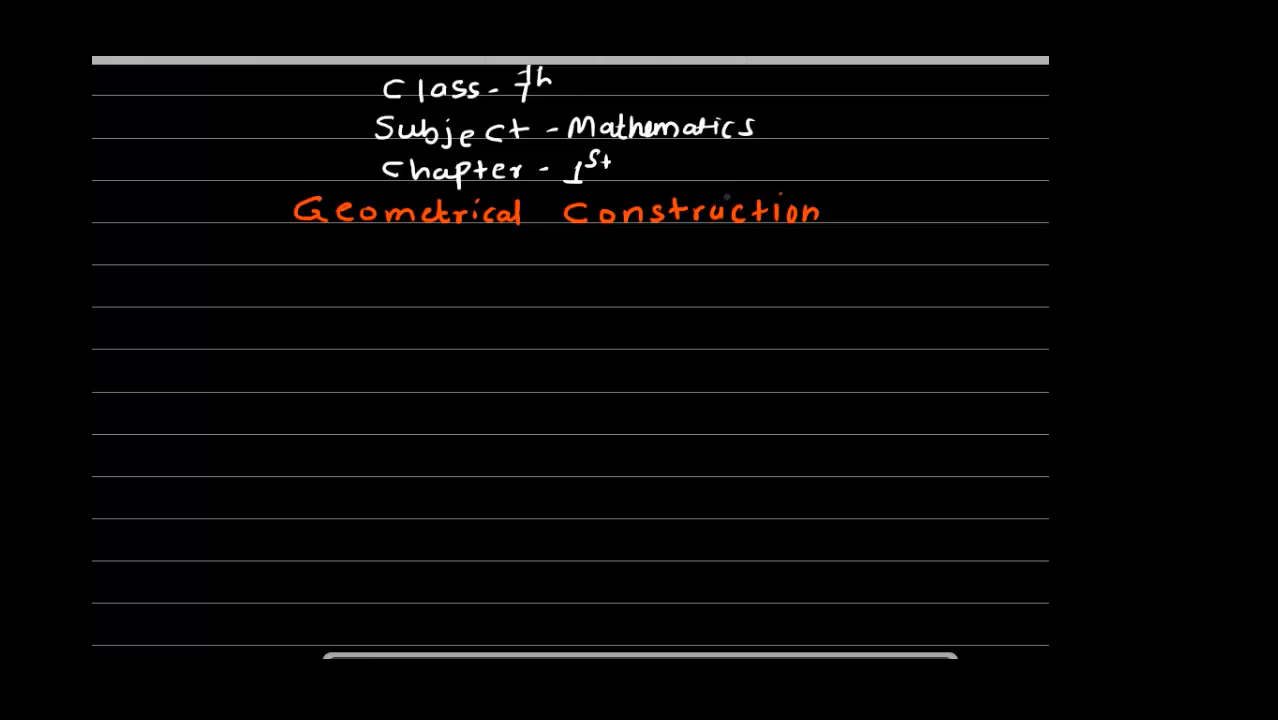 Class - 7th
Subject - Mathematics
Chapter - 1st
Geometrical Construction